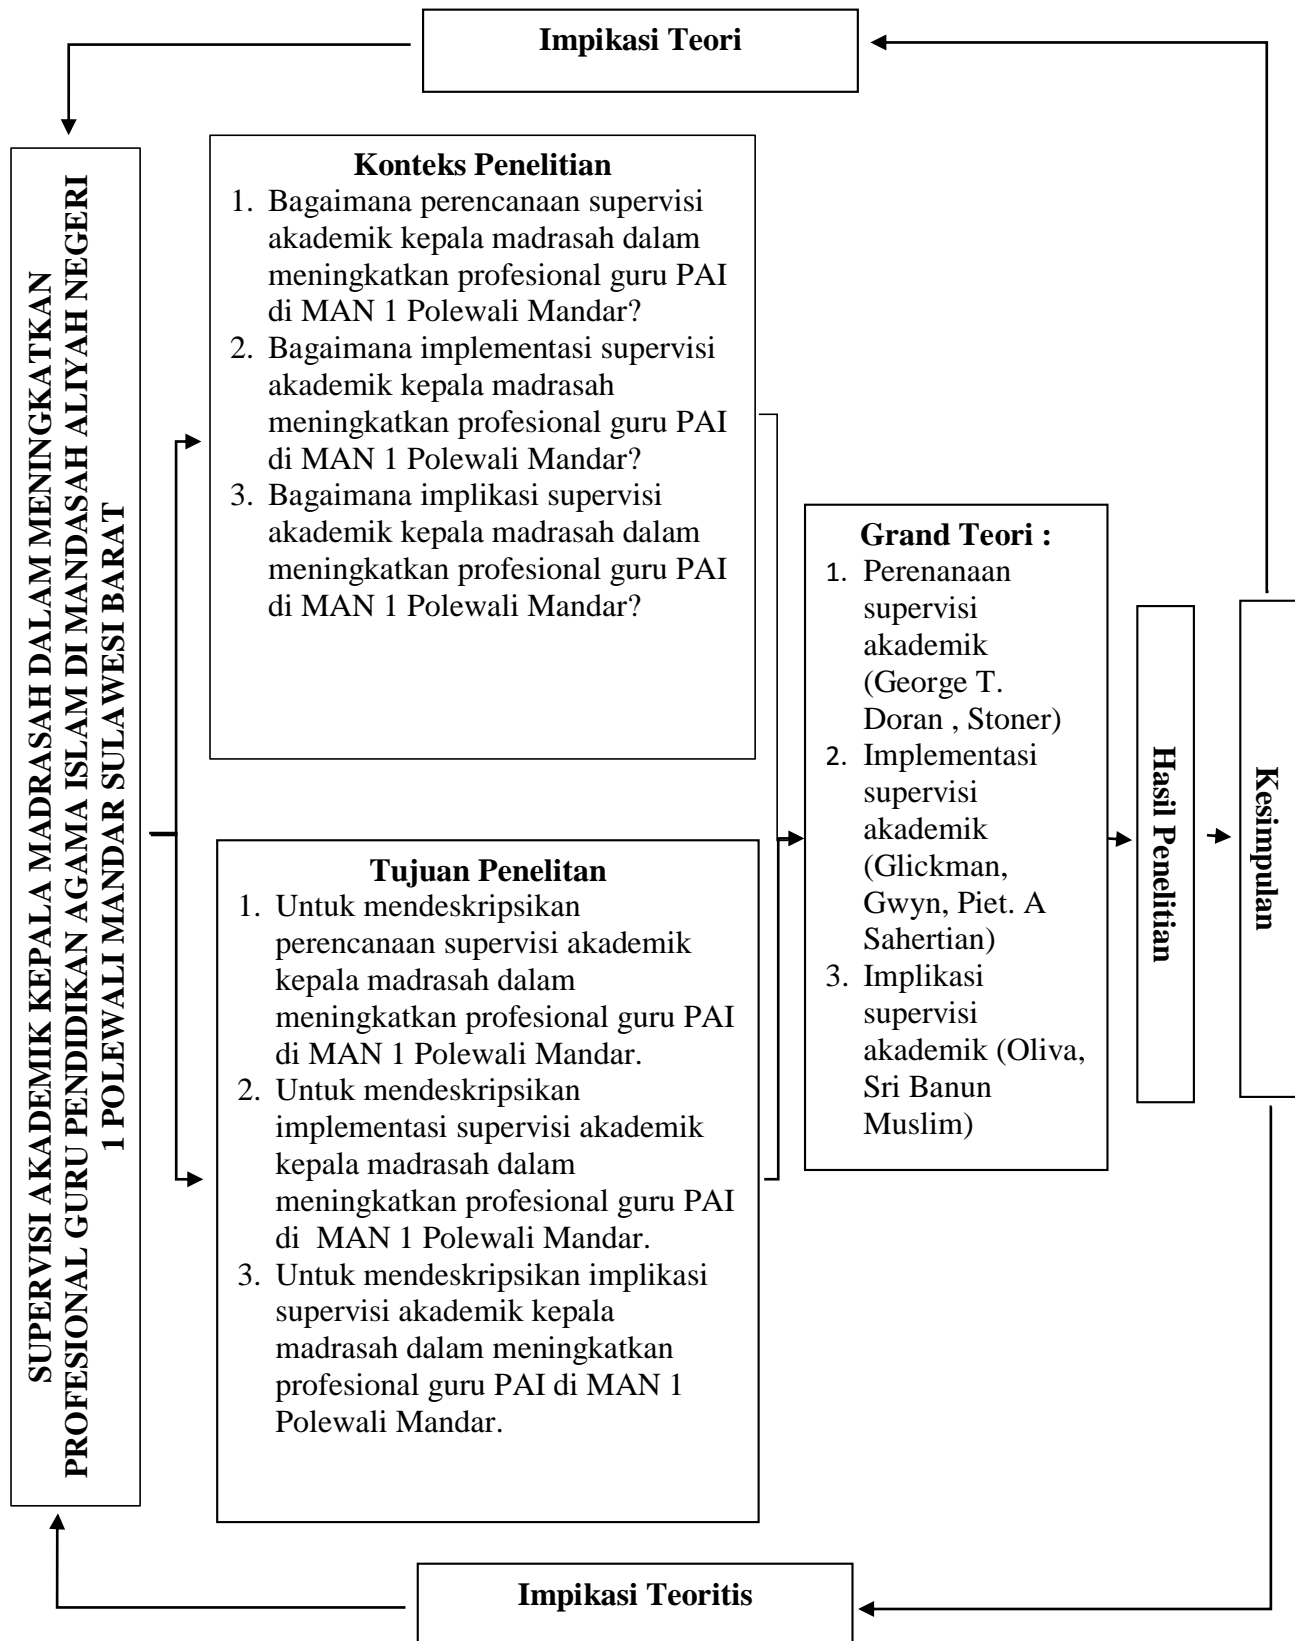 Impikasi Teori
SUPERVISI AKADEMIK KEPALA MADRASAH DALAM MENINGKATKAN
PROFESIONAL GURU PENDIDIKAN AGAMA ISLAM DI MANDASAH ALIYAH NEGERI
1 POLEWALI MANDAR SULAWESI BARAT
Konteks Penelitian
1. Bagaimana perencanaan supervisi
akademik kepala madrasah dalam
meningkatkan profesional guru PAI
di MAN 1 Polewali Mandar?
2. Bagaimana implementasi supervisi
akademik kepala madrasah
meningkatkan profesional guru PAI
di MAN 1 Polewali Mandar?
3. Bagaimana implikasi supervisi
akademik kepala madrasah dalam
meningkatkan profesional guru PAI
di MAN 1 Polewali Mandar?
Tujuan Penelitan
1. Untuk mendeskripsikan
perencanaan supervisi akademik
kepala madrasah dalam
meningkatkan profesional guru PAI
di MAN 1 Polewali Mandar.
2. Untuk mendeskripsikan
implementasi supervisi akademik
kepala madrasah dalam
meningkatkan profesional guru PAI
di MAN 1 Polewali Mandar.
3. Untuk mendeskripsikan implikasi
supervisi akademik kepala
madrasah dalam meningkatkan
profesional guru PAI di MAN 1
Polewali Mandar.
Grand Teori :
1. Perenanaan
supervisi
akademik
(George T.
Doran , Stoner)
2. Implementasi
supervisi
akademik
(Glickman,
Gwyn, Piet. A
Sahertian)
3. Implikasi
supervisi
akademik (Oliva,
Sri Banun
Muslim)
Hasil Penelitian
Kesimpulan
Impikasi Teoritis